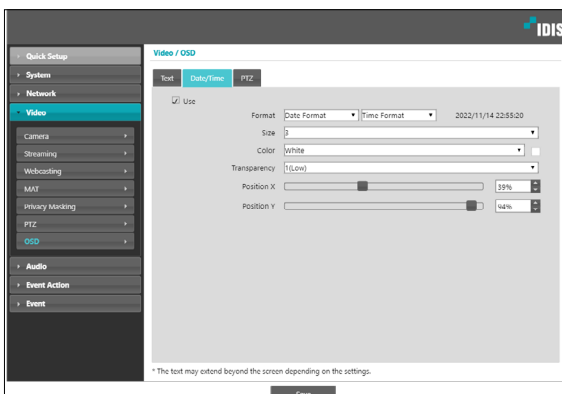 IDIS
Quick Setup
System
Network
Video
Camera
Streaming
Webcasting
MAT
Privacy Masking
PTZ
OSD
Audio
Event Action
Event
Video / OSD
Text Date/Time PTZ
Use
Format Date Format Time Format 2022/11/14 22:55:20
Size 3
Color White
Transparency 1(Low)
Position X 39%
Position Y 94%
* The text may extend beyond the screen depending on the settings.
Save